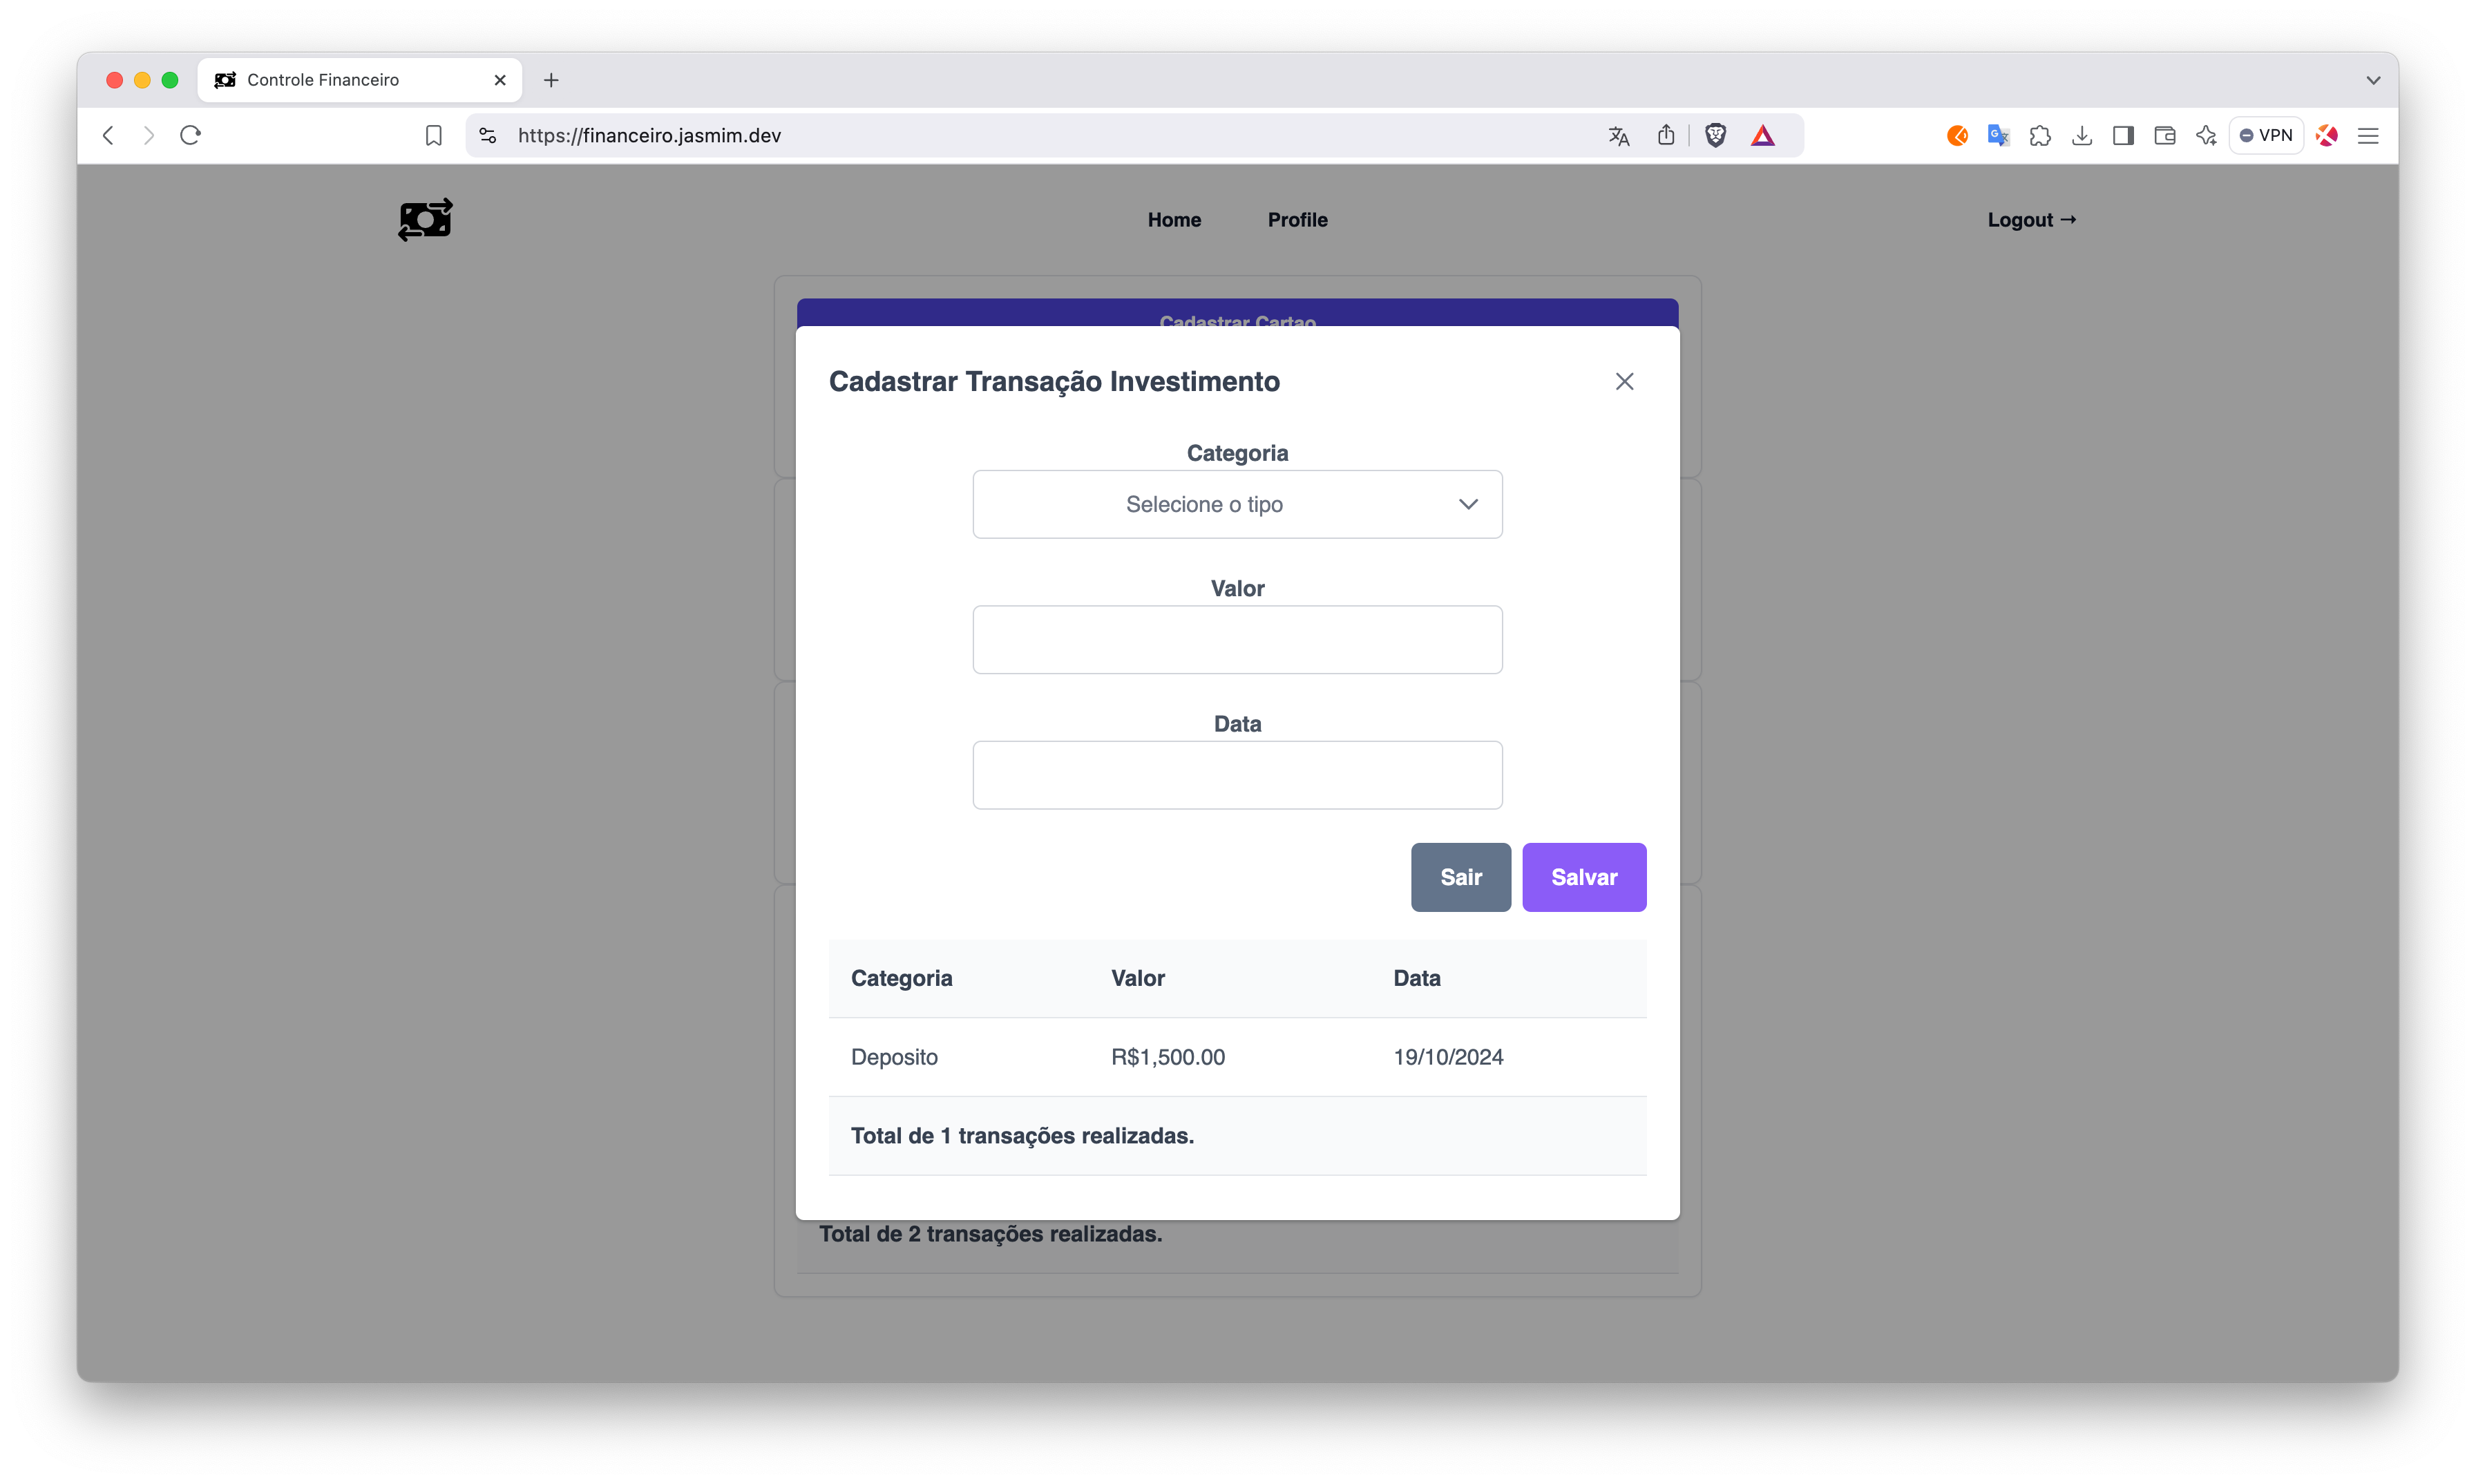 Controle Financeiro
https://financeiro.jasmim.dev
VPN
Home Profile Logout →
Cadastrar Cartao
Cadastrar Transação Investimento
Categoria
Selecione o tipo
Valor
Data
Sair Salvar
Categoria Valor Data
Deposito R$1,500.00 19/10/2024
Total de 1 transações realizadas.
Total de 2 transações realizadas.